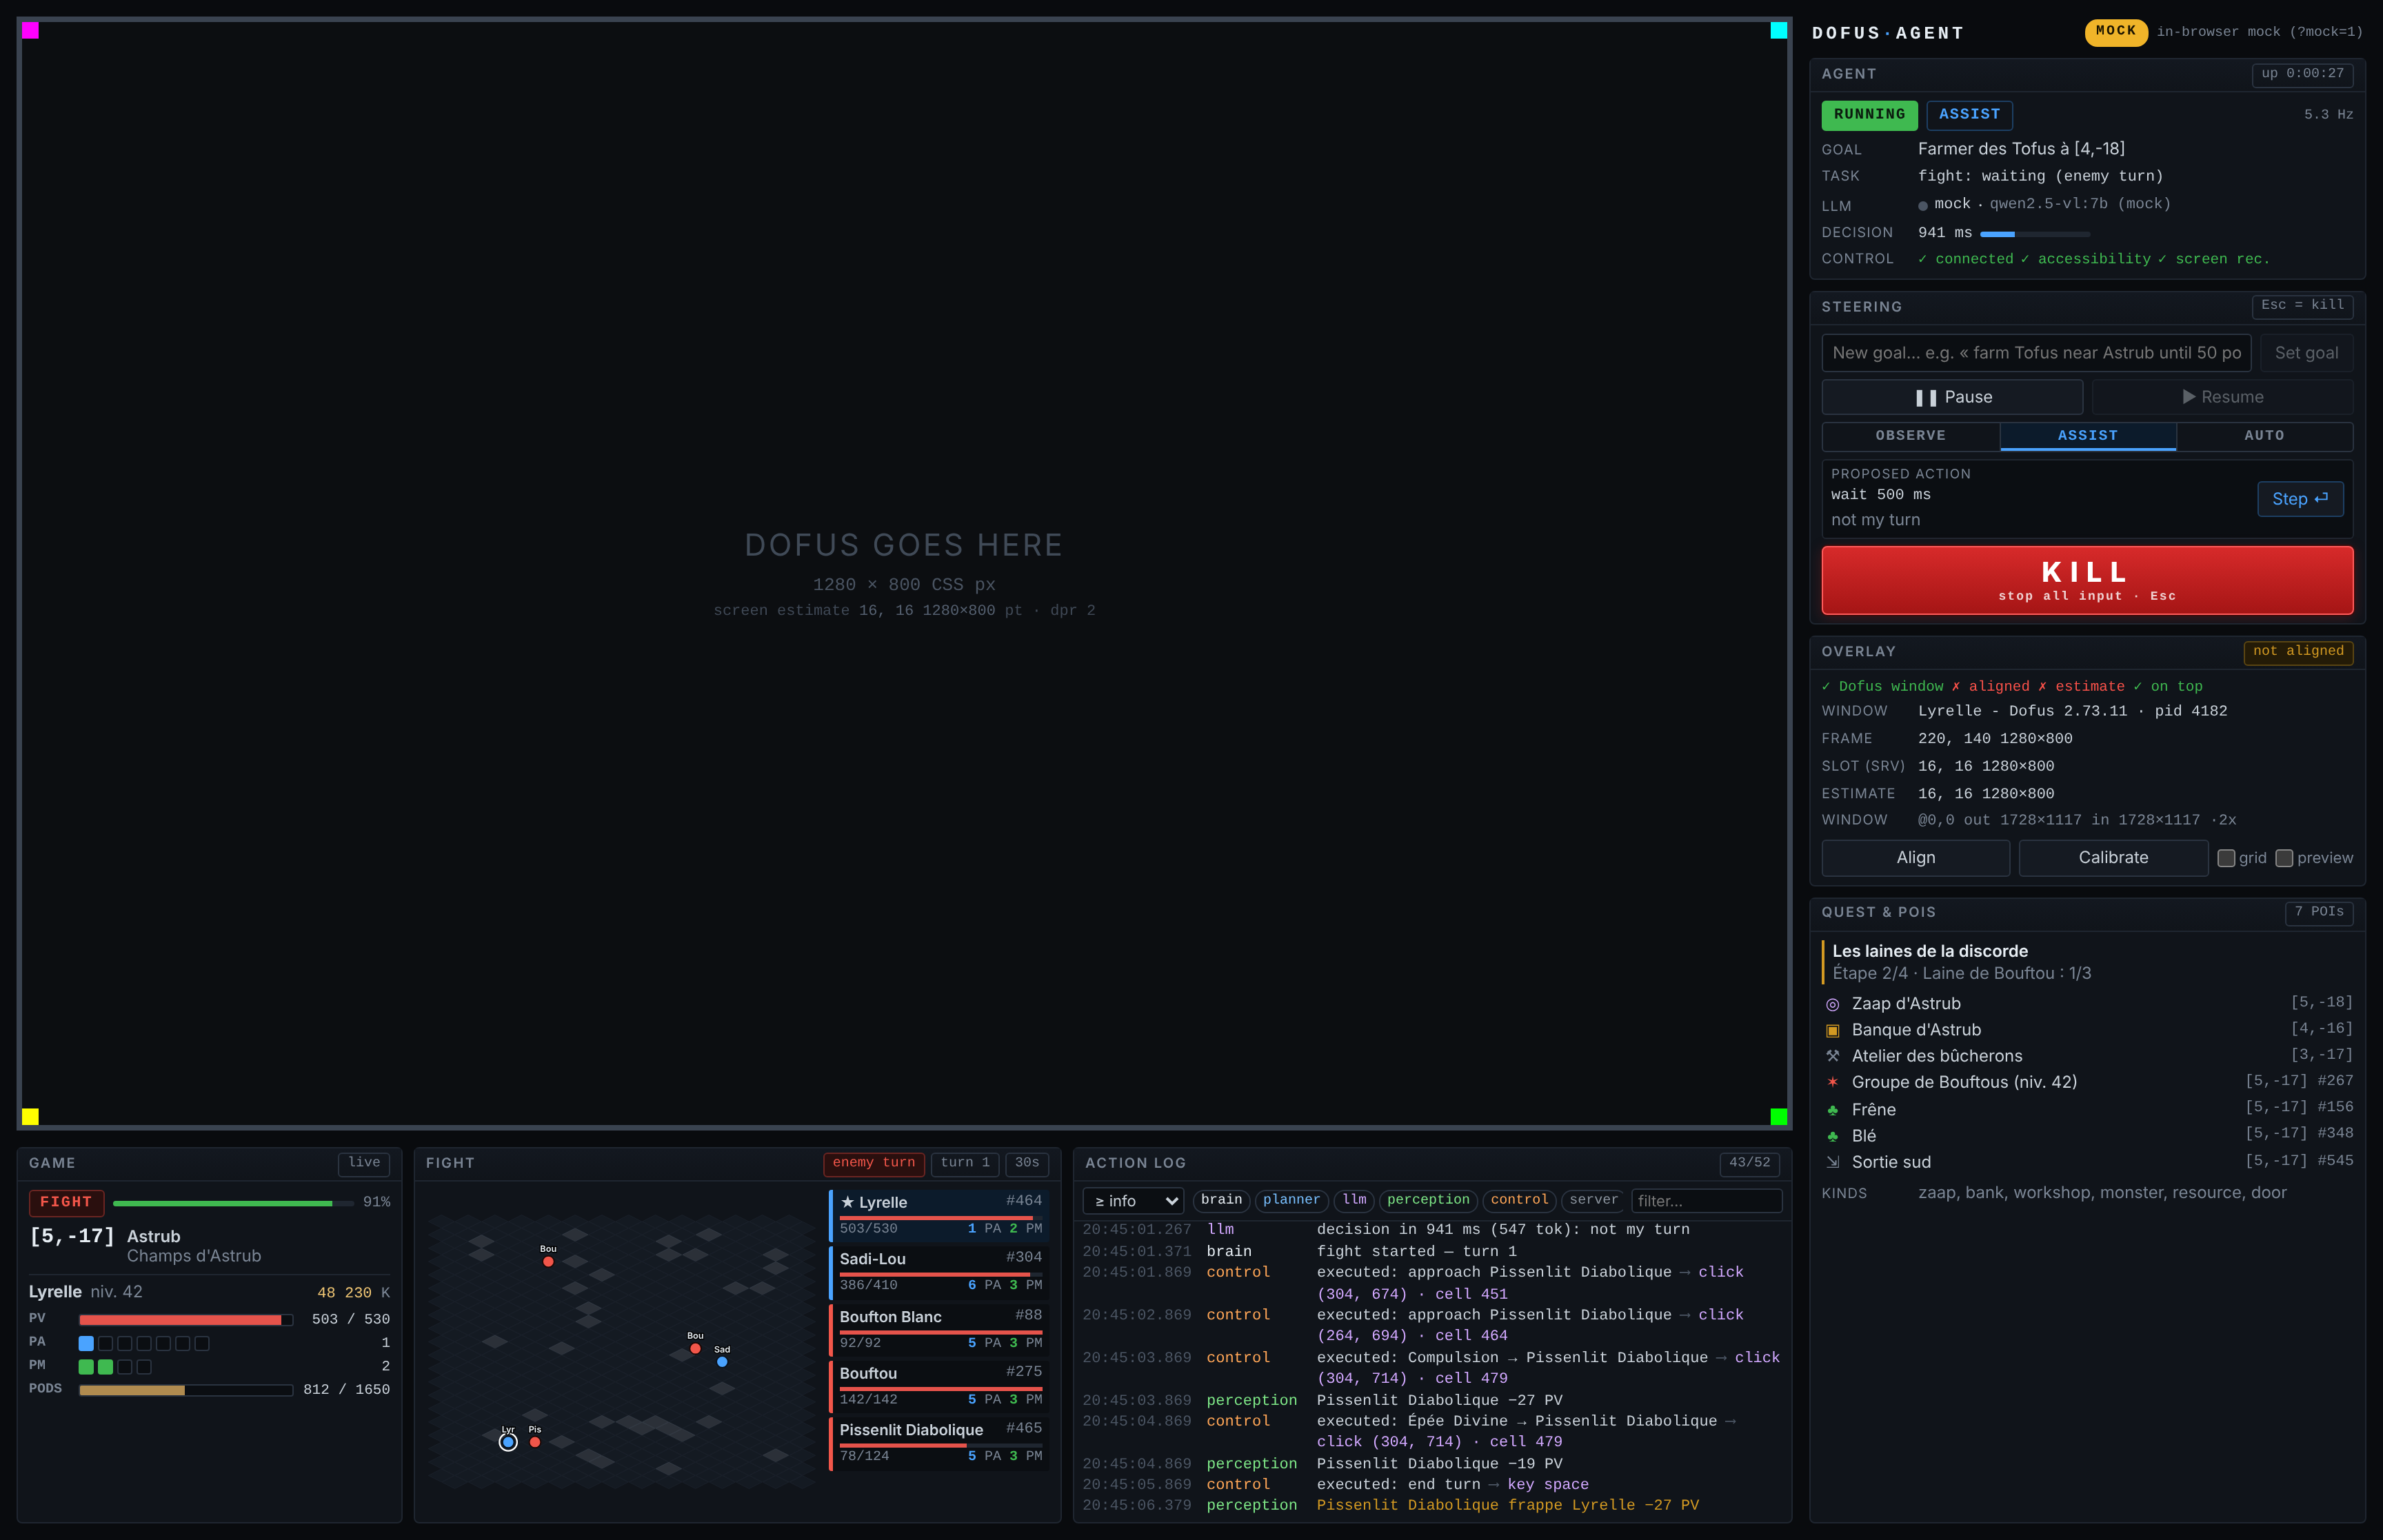 DOFUS·AGENT
MOCK in-browser mock (?mock=1)
AGENT up 0:00:27
RUNNING ASSIST 5.3 Hz
GOAL Farmer des Tofus à [4,-18]
TASK fight: waiting (enemy turn)
LLM mock · qwen2.5-vl:7b (mock)
DECISION 941 ms
CONTROL ✓ connected ✓ accessibility ✓ screen rec.
STEERING Esc = kill
New goal... e.g. « farm Tofus near Astrub until 50 po Set goal
❚❚ Pause ▶ Resume
OBSERVE ASSIST AUTO
PROPOSED ACTION
wait 500 ms
not my turn
Step ⏎
KILL
stop all input · Esc
OVERLAY not aligned
✓ Dofus window ✗ aligned ✗ estimate ✓ on top
WINDOW Lyrelle - Dofus 2.73.11 · pid 4182
FRAME 220, 140 1280×800
SLOT (SRV) 16, 16 1280×800
ESTIMATE 16, 16 1280×800
WINDOW @0,0 out 1728×1117 in 1728×1117 ·2x
Align Calibrate grid preview
QUEST & POIS 7 POIs
Les laines de la discorde
Étape 2/4 · Laine de Bouftou : 1/3
◎ Zaap d'Astrub [5,-18]
▣ Banque d'Astrub [4,-16]
⚒ Atelier des bûcherons [3,-17]
✶ Groupe de Bouftous (niv. 42) [5,-17] #267
♣ Frêne [5,-17] #156
♣ Blé [5,-17] #348
⇲ Sortie sud [5,-17] #545
KINDS zaap, bank, workshop, monster, resource, door
DOFUS GOES HERE
1280 × 800 CSS px
screen estimate 16, 16 1280×800 pt · dpr 2
GAME live
FIGHT 91%
[5,-17] Astrub
Champs d'Astrub
Lyrelle niv. 42 48 230 K
PV 503 / 530
PA 1
PM 2
PODS 812 / 1650
FIGHT enemy turn turn 1 30s
Bou
Bou
Sad
Lyr
Pis
★ Lyrelle #464
503/530 1 PA 2 PM
Sadi-Lou #304
386/410 6 PA 3 PM
Boufton Blanc #88
92/92 5 PA 3 PM
Bouftou #275
142/142 5 PA 3 PM
Pissenlit Diabolique #465
78/124 5 PA 3 PM
ACTION LOG 43/52
≥ info brain planner llm perception control server filter...
20:45:01.267 llm decision in 941 ms (547 tok): not my turn
20:45:01.371 brain fight started — turn 1
20:45:01.869 control executed: approach Pissenlit Diabolique → click
(304, 674) · cell 451
20:45:02.869 control executed: approach Pissenlit Diabolique → click
(264, 694) · cell 464
20:45:03.869 control executed: Compulsion → Pissenlit Diabolique → click
(304, 714) · cell 479
20:45:03.869 perception Pissenlit Diabolique −27 PV
20:45:04.869 control executed: Épée Divine → Pissenlit Diabolique →
click (304, 714) · cell 479
20:45:04.869 perception Pissenlit Diabolique −19 PV
20:45:05.869 control executed: end turn → key space
20:45:06.379 perception Pissenlit Diabolique frappe Lyrelle −27 PV